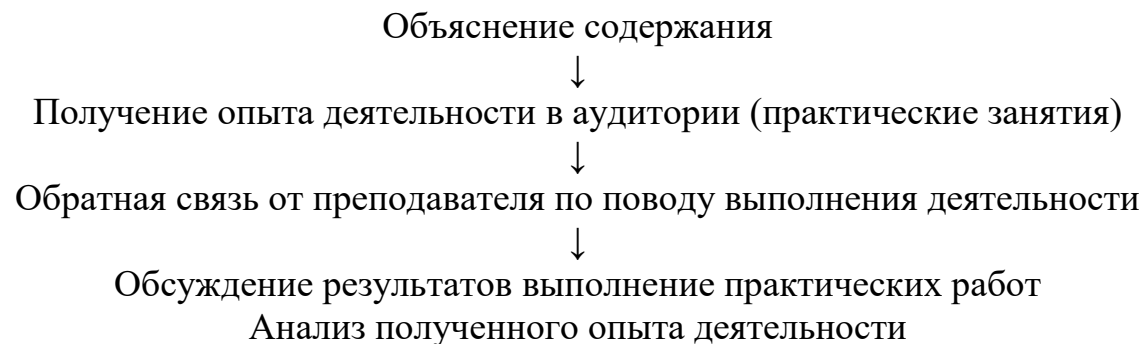 Объяснение содержания
↓
Получение опыта деятельности в аудитории (практические занятия)
↓
Обратная связь от преподавателя по поводу выполнения деятельности
↓
Обсуждение результатов выполнение практических работ
Анализ полученного опыта деятельности